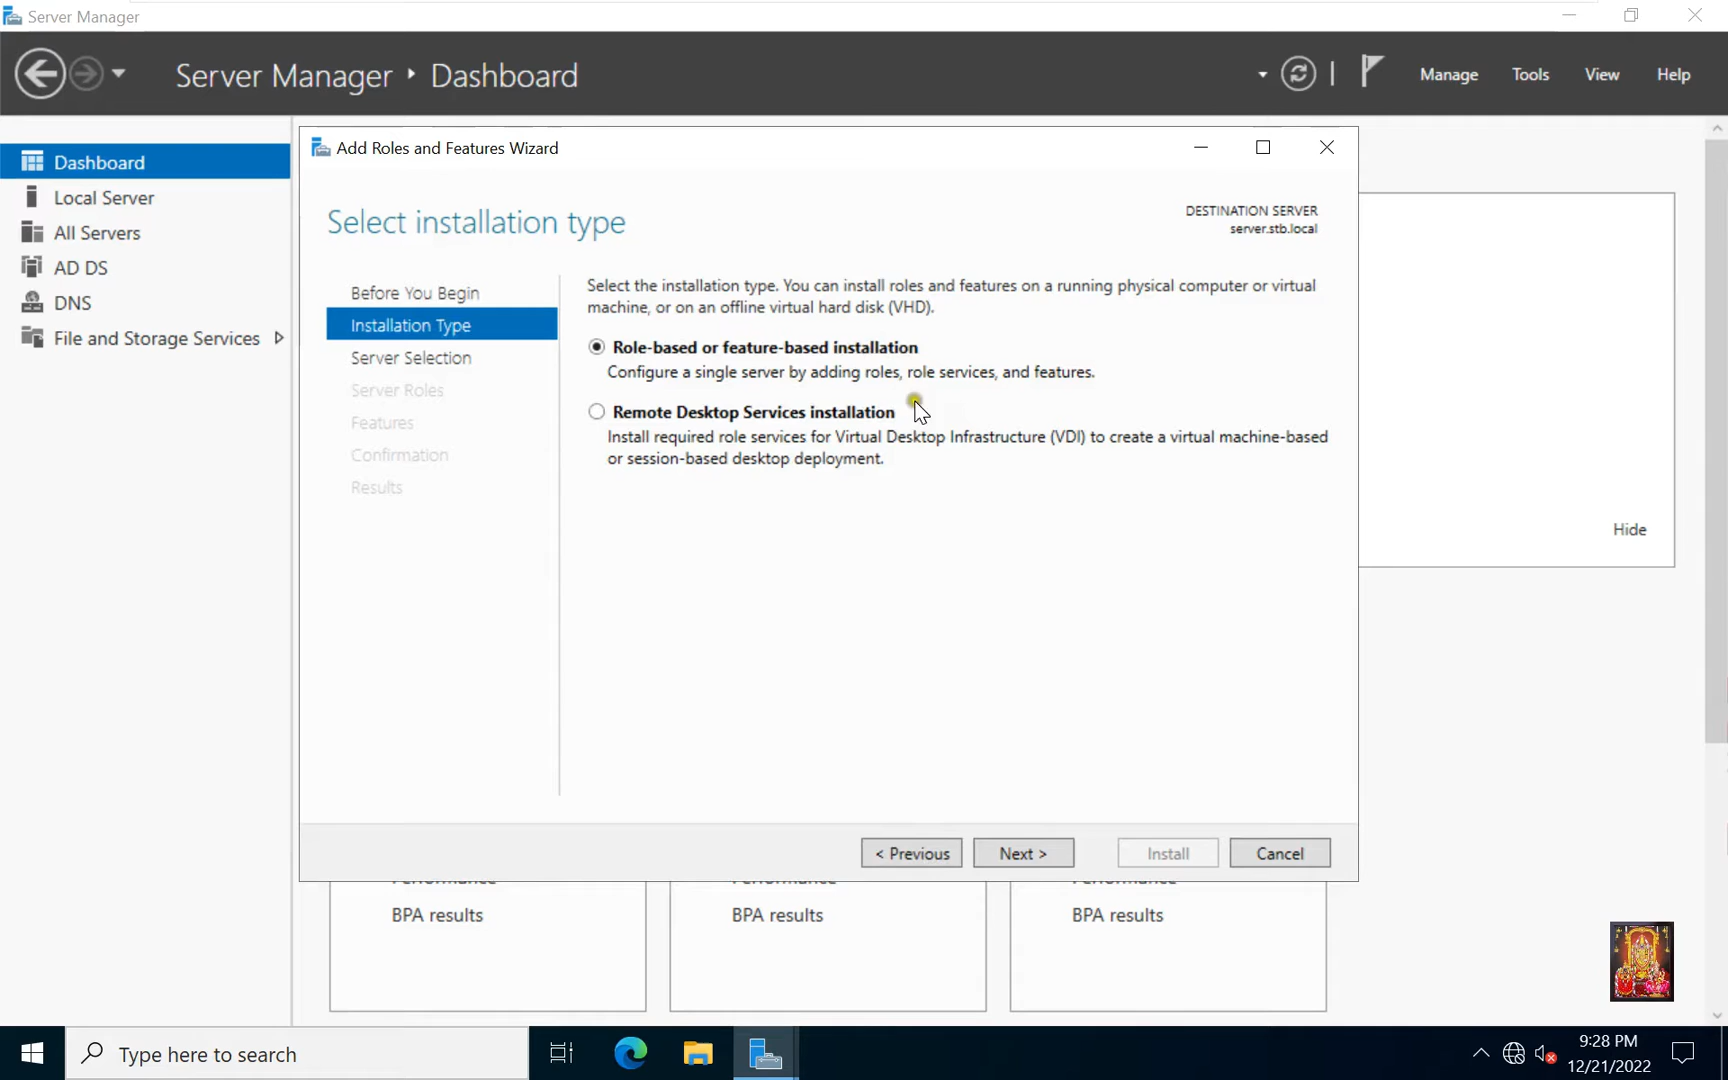 Server Manager
Server Manager ‣ Dashboard
Manage
Tools
View
Help
Dashboard
Local Server
All Servers
AD DS
DNS
File and Storage Services
Add Roles and Features Wizard
Select installation type
DESTINATION SERVER
server.stb.local
Before You Begin
Installation Type
Server Selection
Server Roles
Features
Confirmation
Results
Select the installation type. You can install roles and features on a running physical computer or virtual
machine, or on an offline virtual hard disk (VHD).
Role-based or feature-based installation
Configure a single server by adding roles, role services, and features.
Remote Desktop Services installation
Install required role services for Virtual Desktop Infrastructure (VDI) to create a virtual machine-based
or session-based desktop deployment.
Hide
< Previous
Next >
Install
Cancel
Performance
Performance
Performance
BPA results
BPA results
BPA results
Type here to search
9:28 PM
12/21/2022